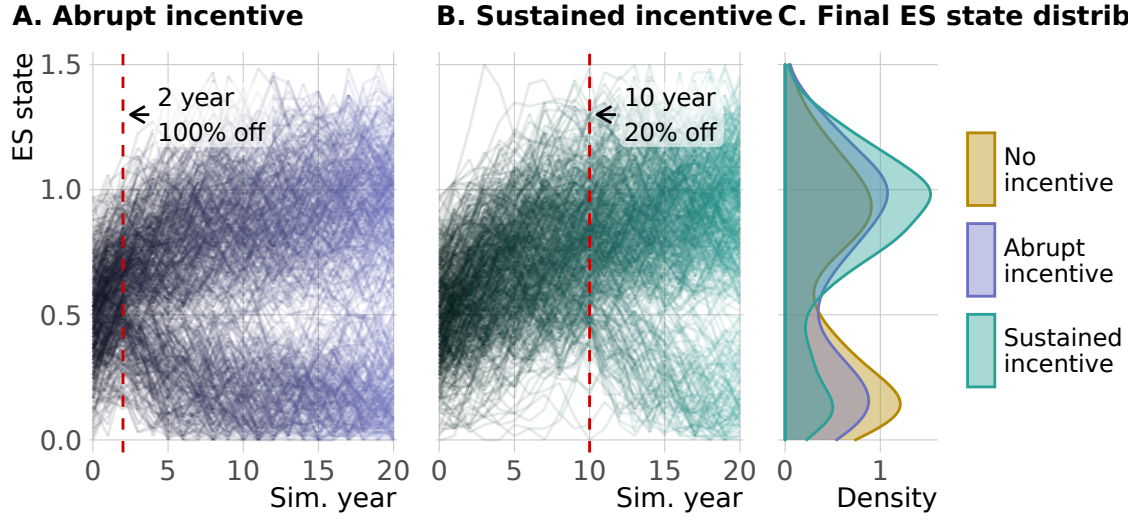 A. Abrupt incentive
B. Sustained incentive
C. Final ES state distrib
ES state
1.5
1.0
0.5
0.0
2 year
100% off
0 5 10 15 20
Sim. year
10 year
20% off
0 5 10 15 20
Sim. year
0 1
Density
No
incentive
Abrupt
incentive
Sustained
incentive